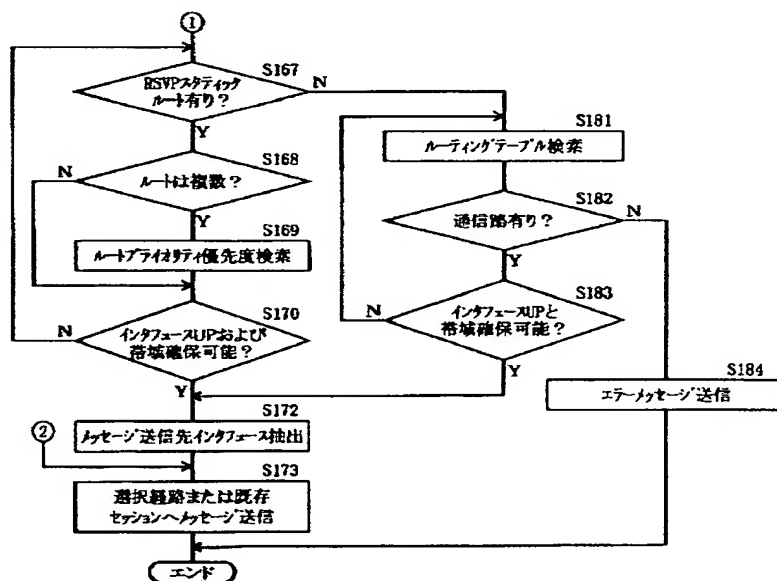 ①
S167
RSVPスタティック
ルート有り？
N
Y
S168
N
ルートは複数？
Y
S169
ルートプライオリティ優先度検索
S170
N
インタフェースUPおよび
帯域確保可能？
Y
S172
メッセージ送信先インタフェース抽出
②
S173
選択経路または既存
セッションへメッセージ送信
エンド
S181
ルーティングテーブル検索
S182
通信路有り？
N
Y
S183
N
インタフェースUPと
帯域確保可能？
Y
S184
エラーメッセージ送信